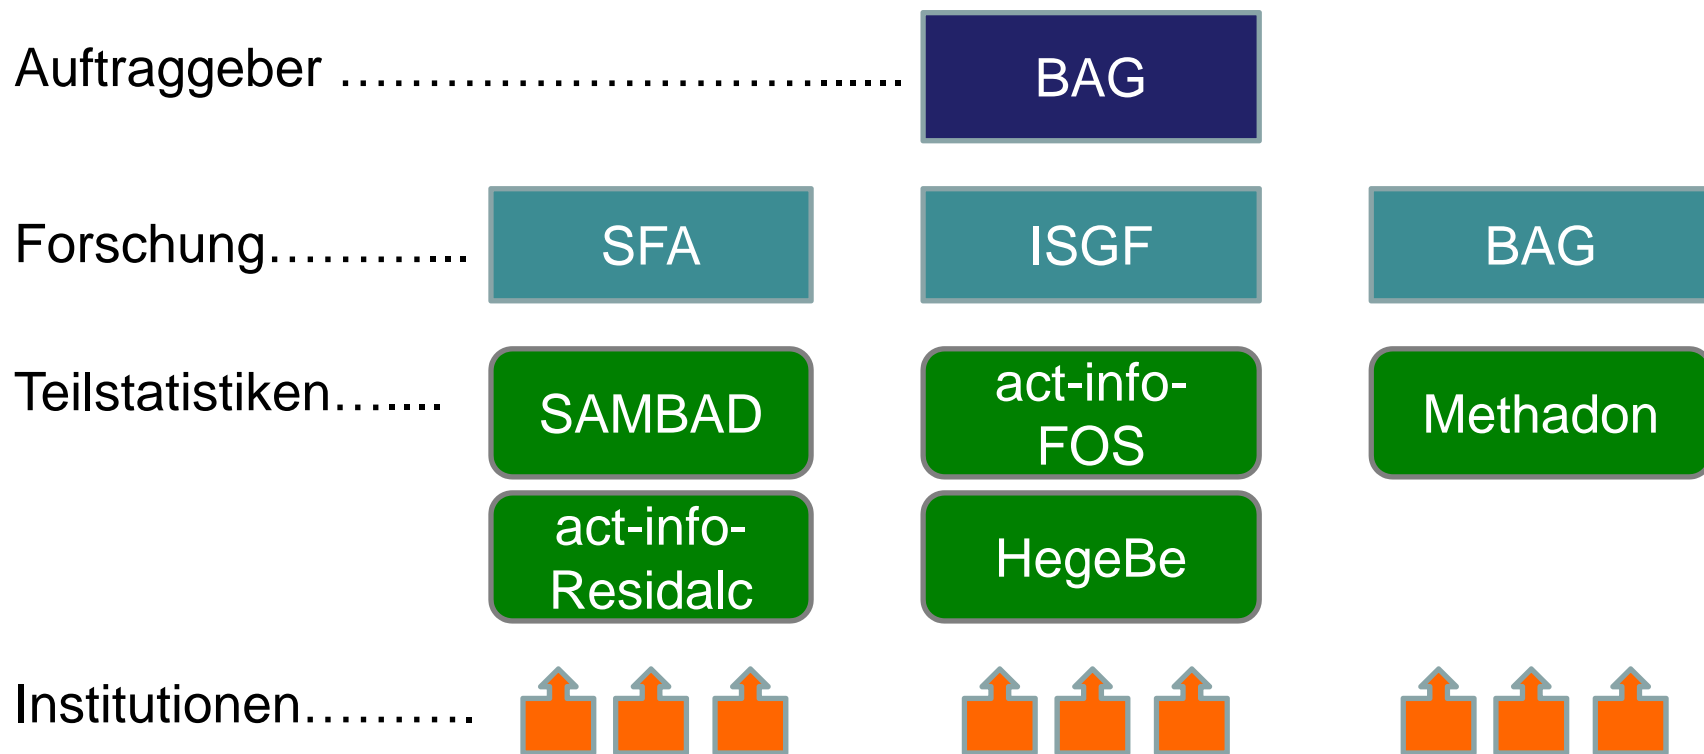 Auftraggeber ................................. BAG
Forschung............ SFA ISGF BAG
Teilstatistiken........ SAMBAD act-info-FOS Methadon
act-info-Residalc HegeBe
Institutionen..........